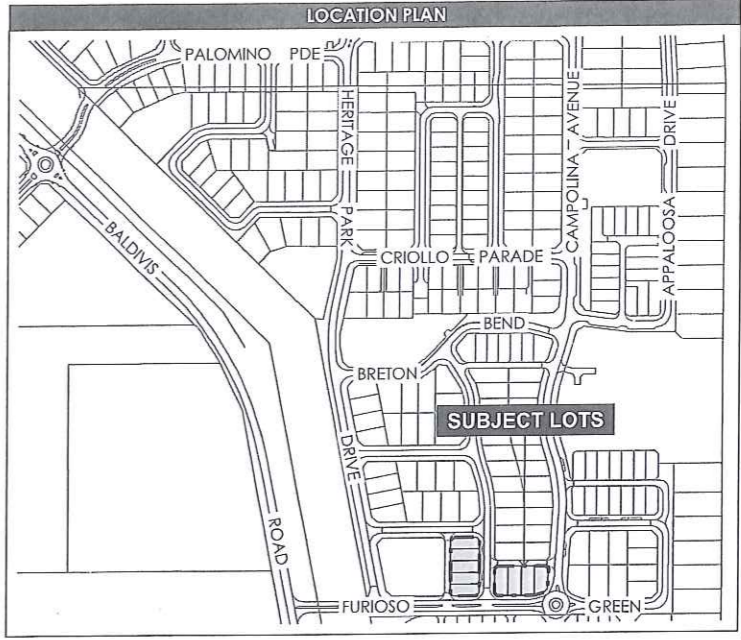 LOCATION PLAN
PALOMINO PDE
HERITAGE PARK DRIVE
CAMPOLINA AVENUE
APPALOOSA DRIVE
BALDIVIS ROAD
CRIOLLO PARADE
BRETON BEND
SUBJECT LOTS
FURIOSO GREEN